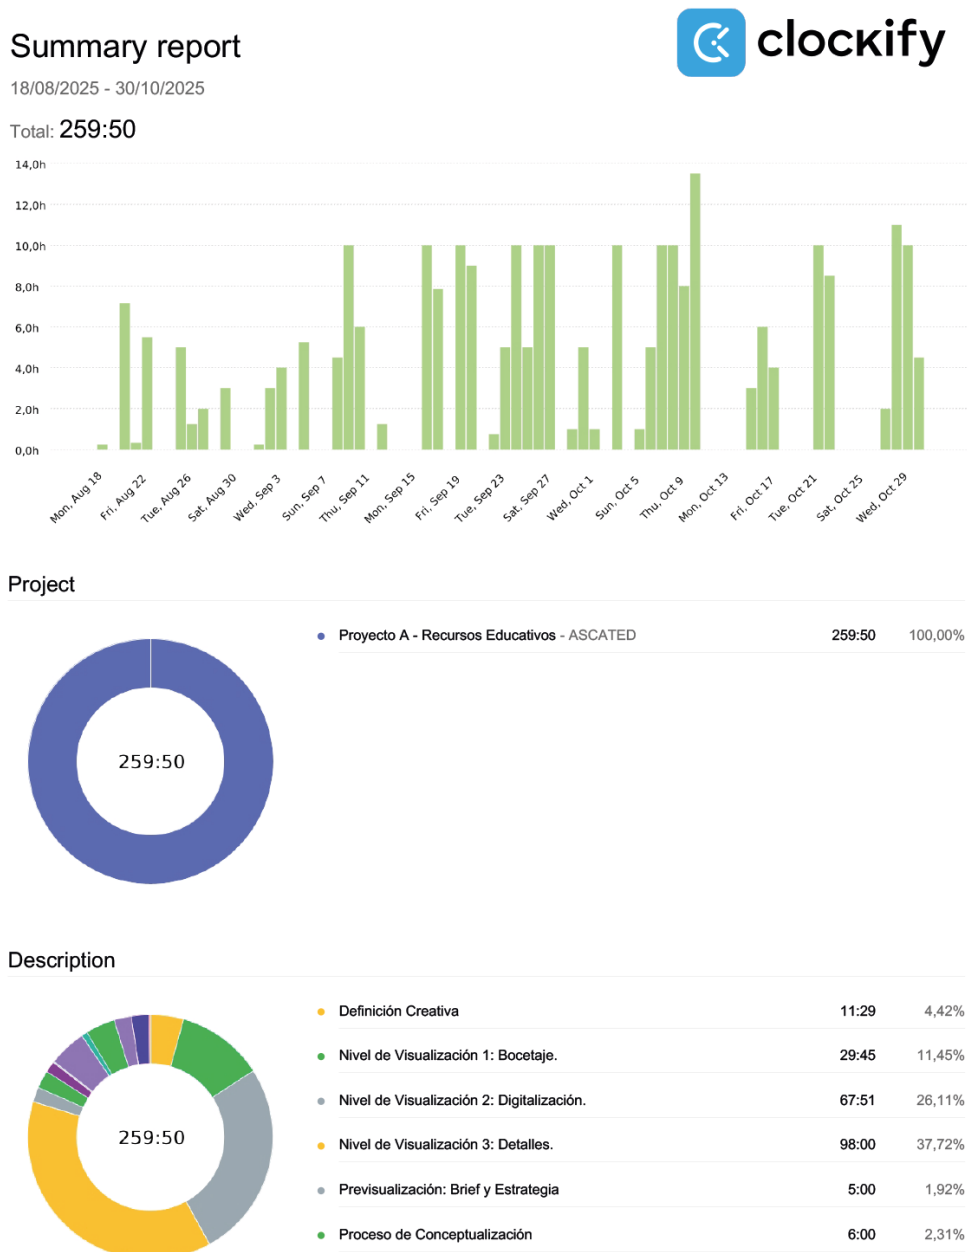 Summary report
clockify
18/08/2025 - 30/10/2025
Total: 259:50
14,0h
12,0h
10,0h
8,0h
6,0h
4,0h
2,0h
0,0h
Mon, Aug 18
Fri, Aug 22
Tue, Aug 26
Sat, Aug 30
Wed, Sep 3
Sun, Sep 7
Thu, Sep 11
Mon, Sep 15
Fri, Sep 19
Tue, Sep 23
Sat, Sep 27
Wed, Oct 1
Sun, Oct 5
Thu, Oct 9
Mon, Oct 13
Fri, Oct 17
Tue, Oct 21
Sat, Oct 25
Wed, Oct 29
Project
Proyecto A - Recursos Educativos - ASCATED 259:50 100,00%
259:50
Description
Definición Creativa 11:29 4,42%
Nivel de Visualización 1: Bocetaje. 29:45 11,45%
Nivel de Visualización 2: Digitalización. 67:51 26,11%
259:50
Nivel de Visualización 3: Detalles. 98:00 37,72%
Previsualización: Brief y Estrategia 5:00 1,92%
Proceso de Conceptualización 6:00 2,31%